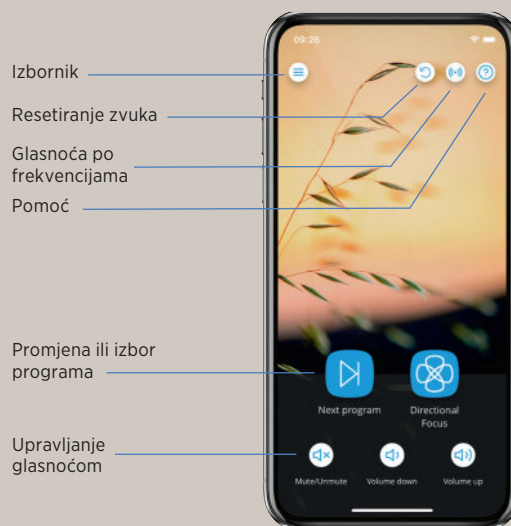 09:26
Izbornik
Resetiranje zvuka
Glasnoća po
frekvencijama
Pomoć
Promjena ili izbor
programa
Next program
Directional
Focus
Upravljanje
glasnoćom
Mute/Unmute
Volume down
Volume up